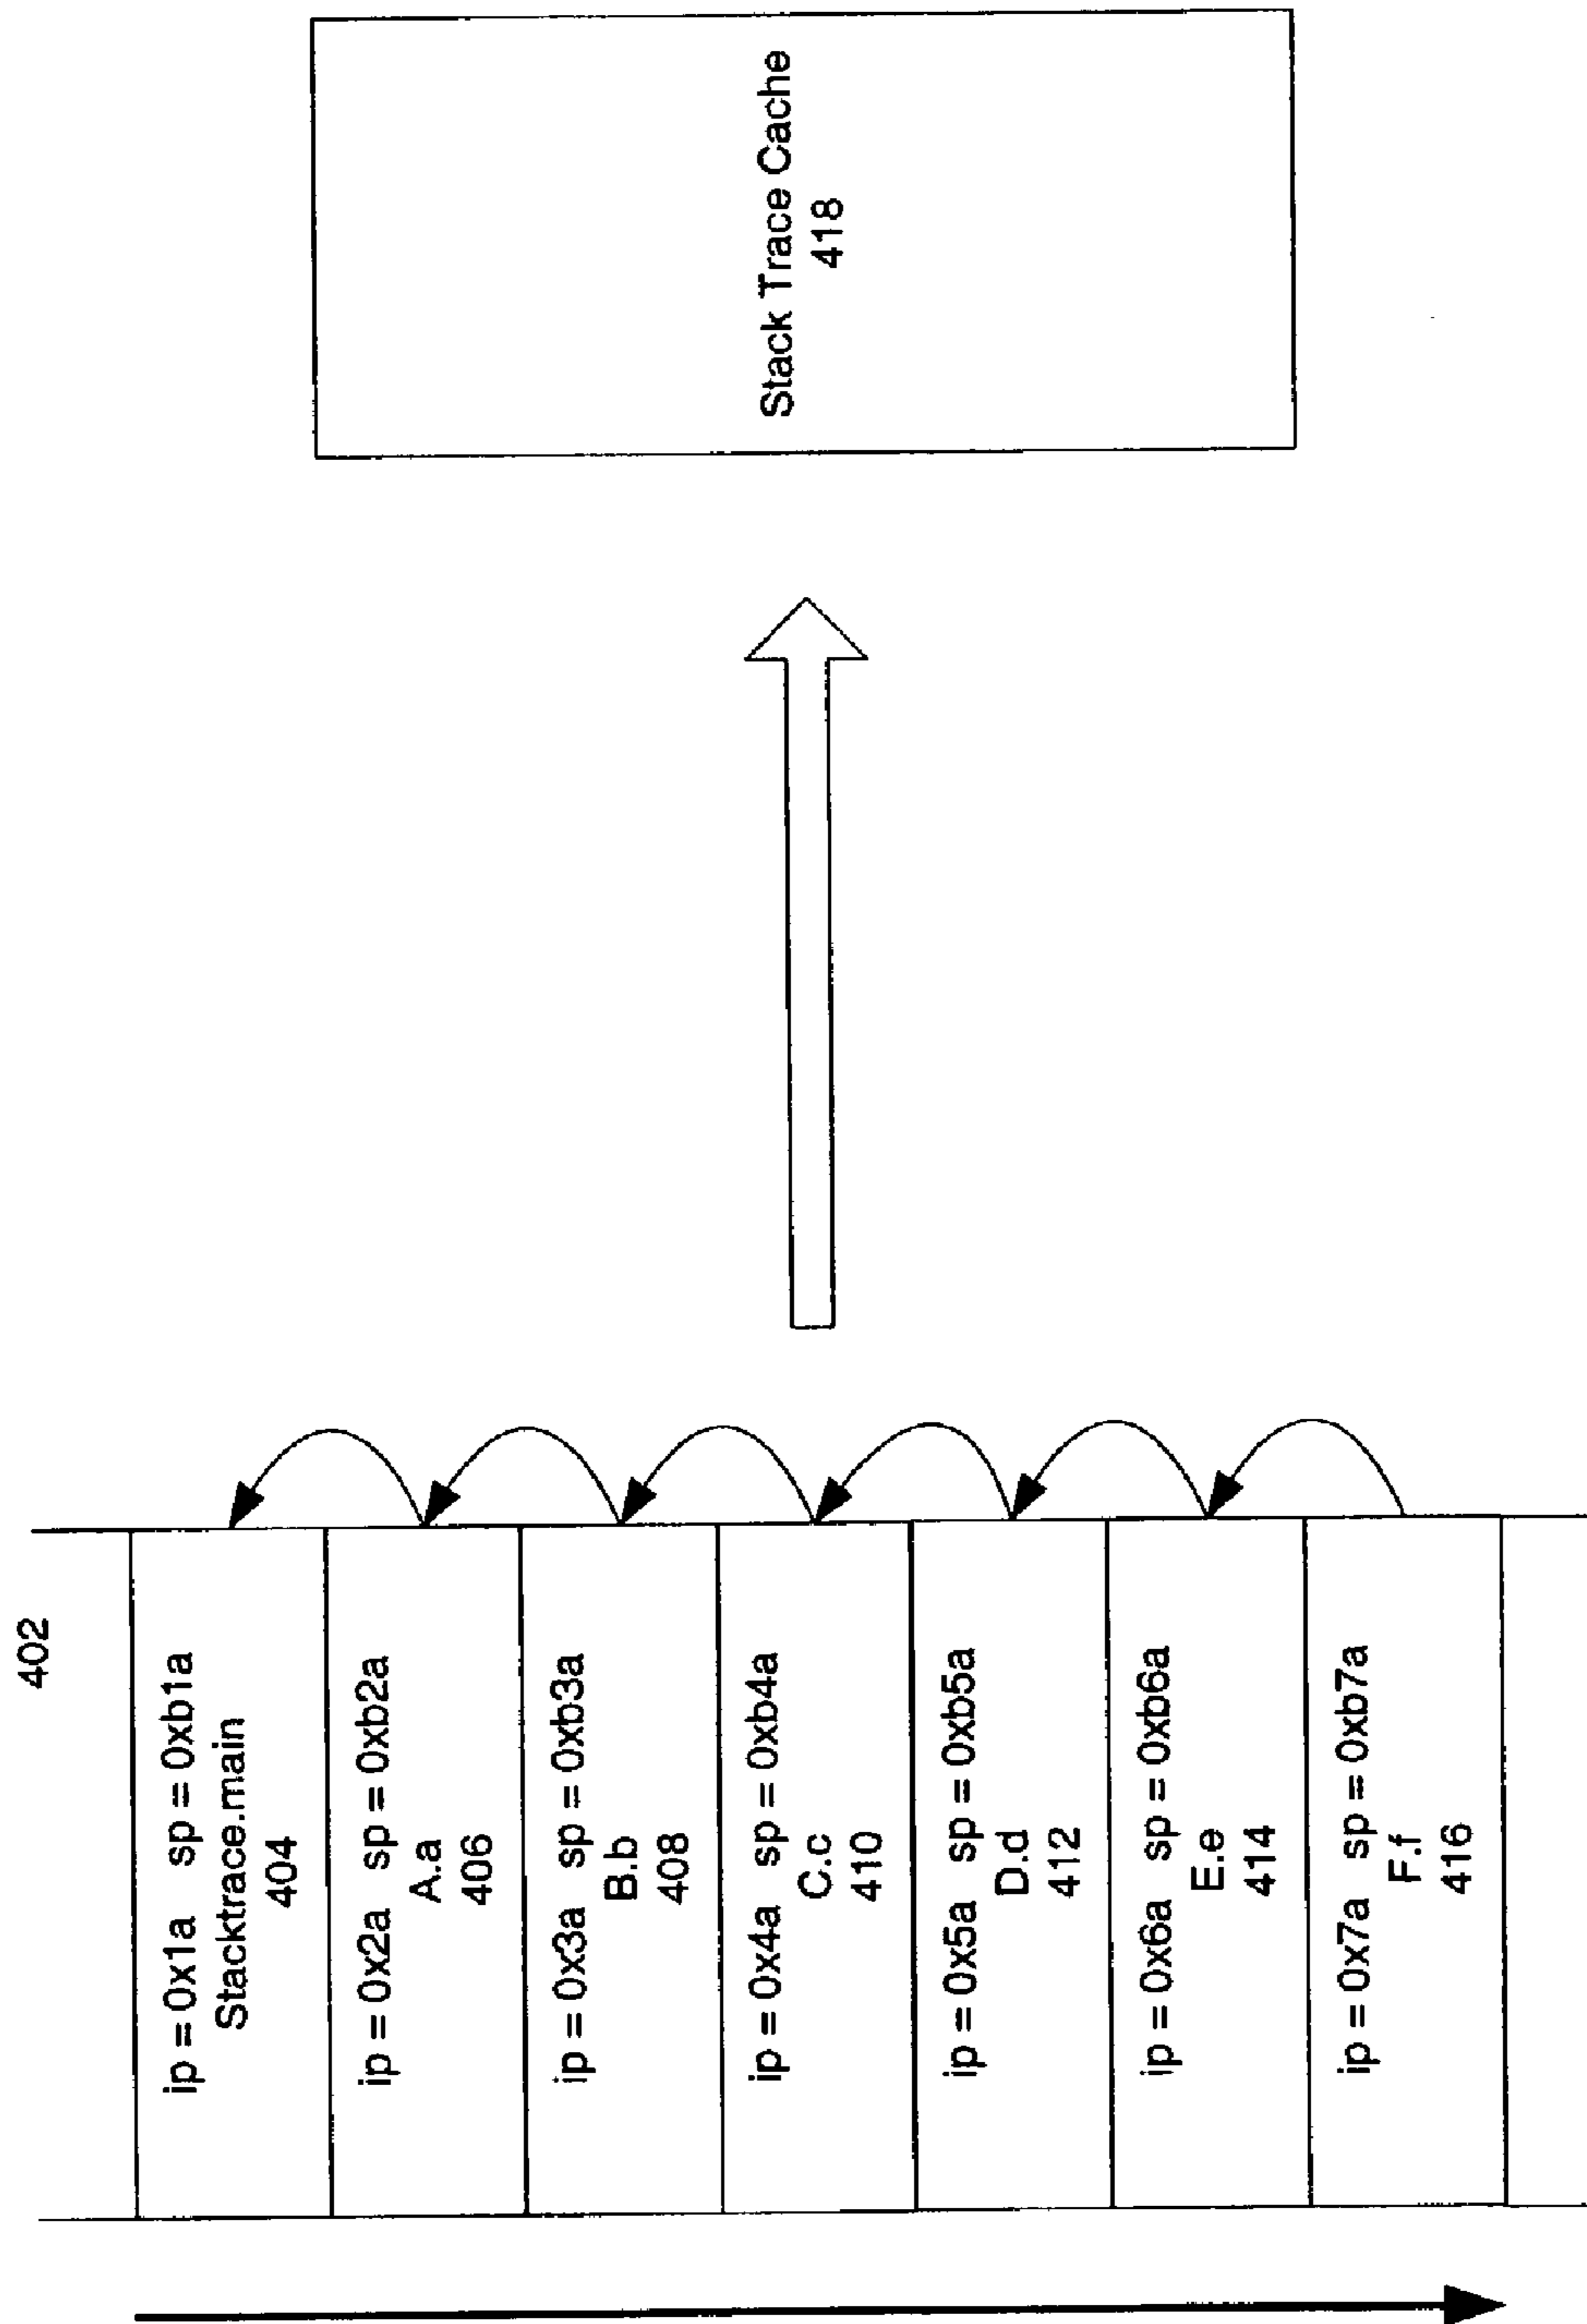 402
ip = 0x1a sp = 0xb1a
Stacktrace.main
404
ip = 0x2a sp = 0xb2a
A.a
406
ip = 0x3a sp = 0xb3a
B.b
408
ip = 0x4a sp = 0xb4a
C.c
410
ip = 0x5a sp = 0xb5a
D.d
412
ip = 0x6a sp = 0xb6a
E.e
414
ip = 0x7a sp = 0xb7a
F.f
416
Stack Trace Cache
418